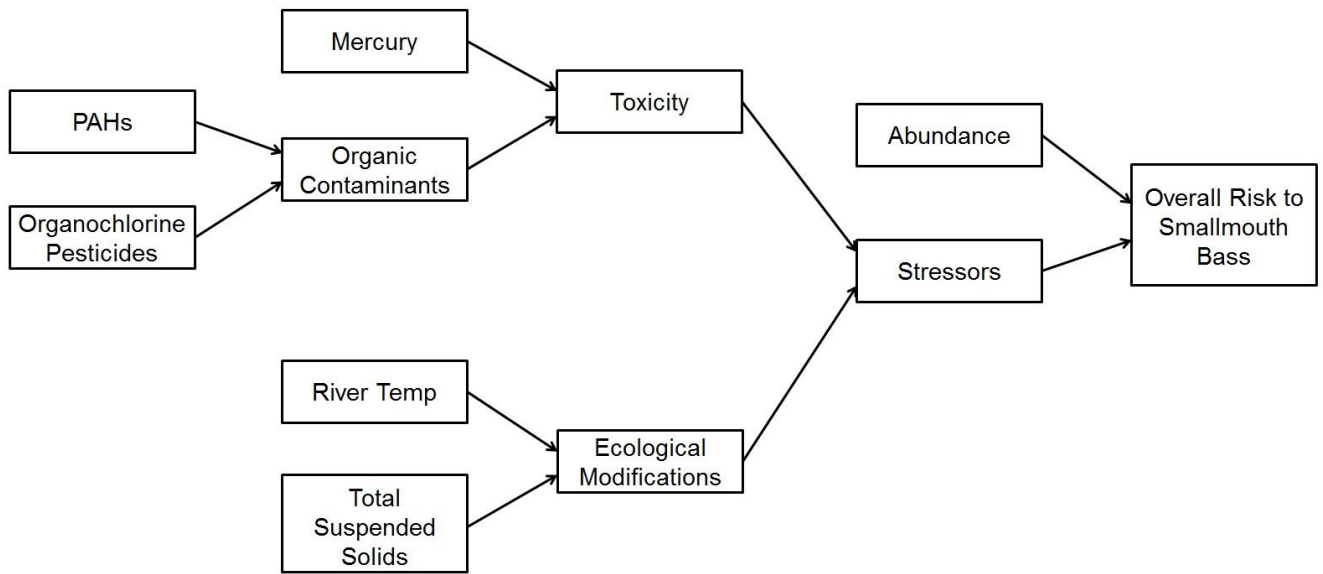 Mercury
PAHs
Organic
Contaminants
Organochlorine
Pesticides
Toxicity
River Temp
Total
Suspended
Solids
Ecological
Modifications
Abundance
Stressors
Overall Risk to
Smallmouth
Bass